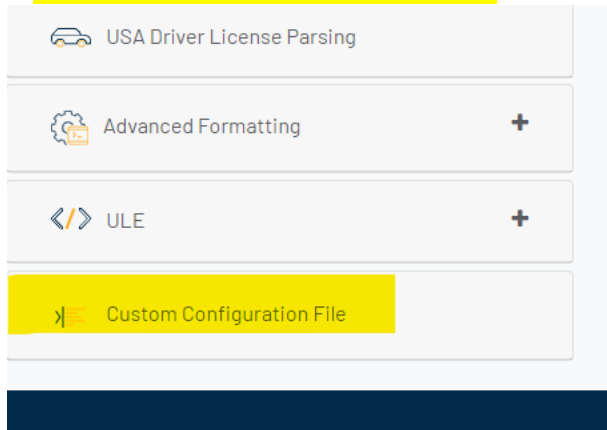 USA Driver License Parsing
Advanced Formatting
ULE
Custom Configuration File